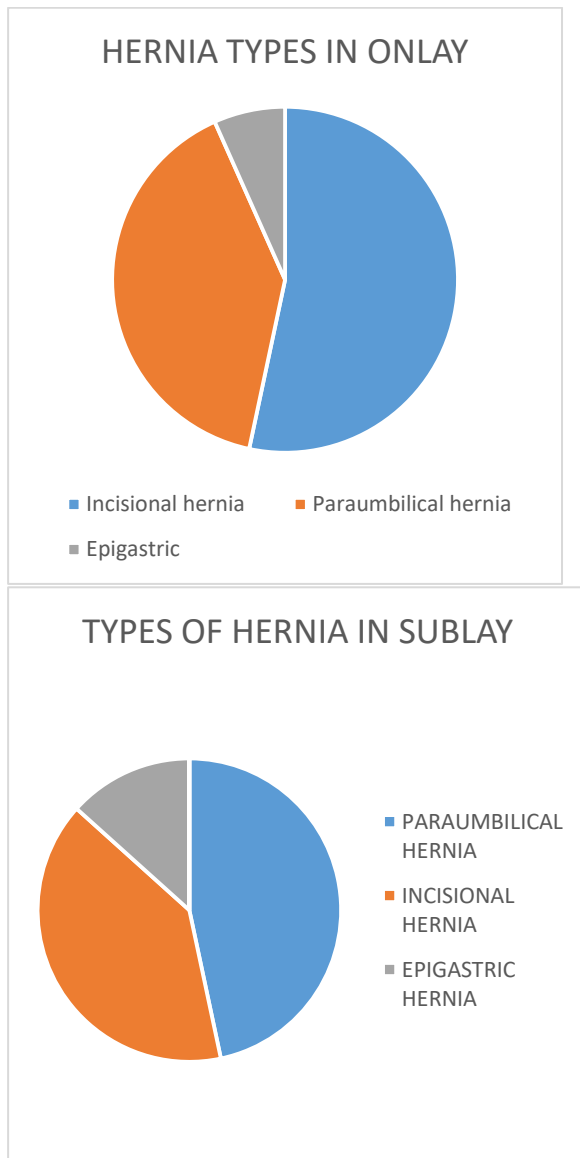 HERNIA TYPES IN ONLAY
Incisional hernia
Paraumbilical hernia
Epigastric
TYPES OF HERNIA IN SUBLAY
PARAUMBILICAL
HERNIA
INCISIONAL
HERNIA
EPIGASTRIC
HERNIA